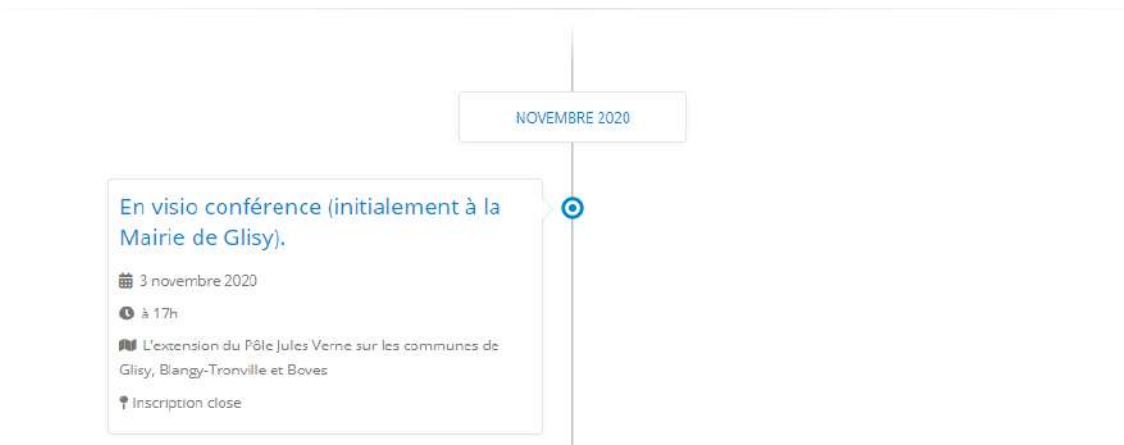 NOVEMBRE 2020
En visio conférence (initialement à la
Mairie de Glisy).
3 novembre 2020
à 17h
L'extension du Pôle Jules Verne sur les communes de
Glisy, Blangy-Tronville et Boves
Inscription close